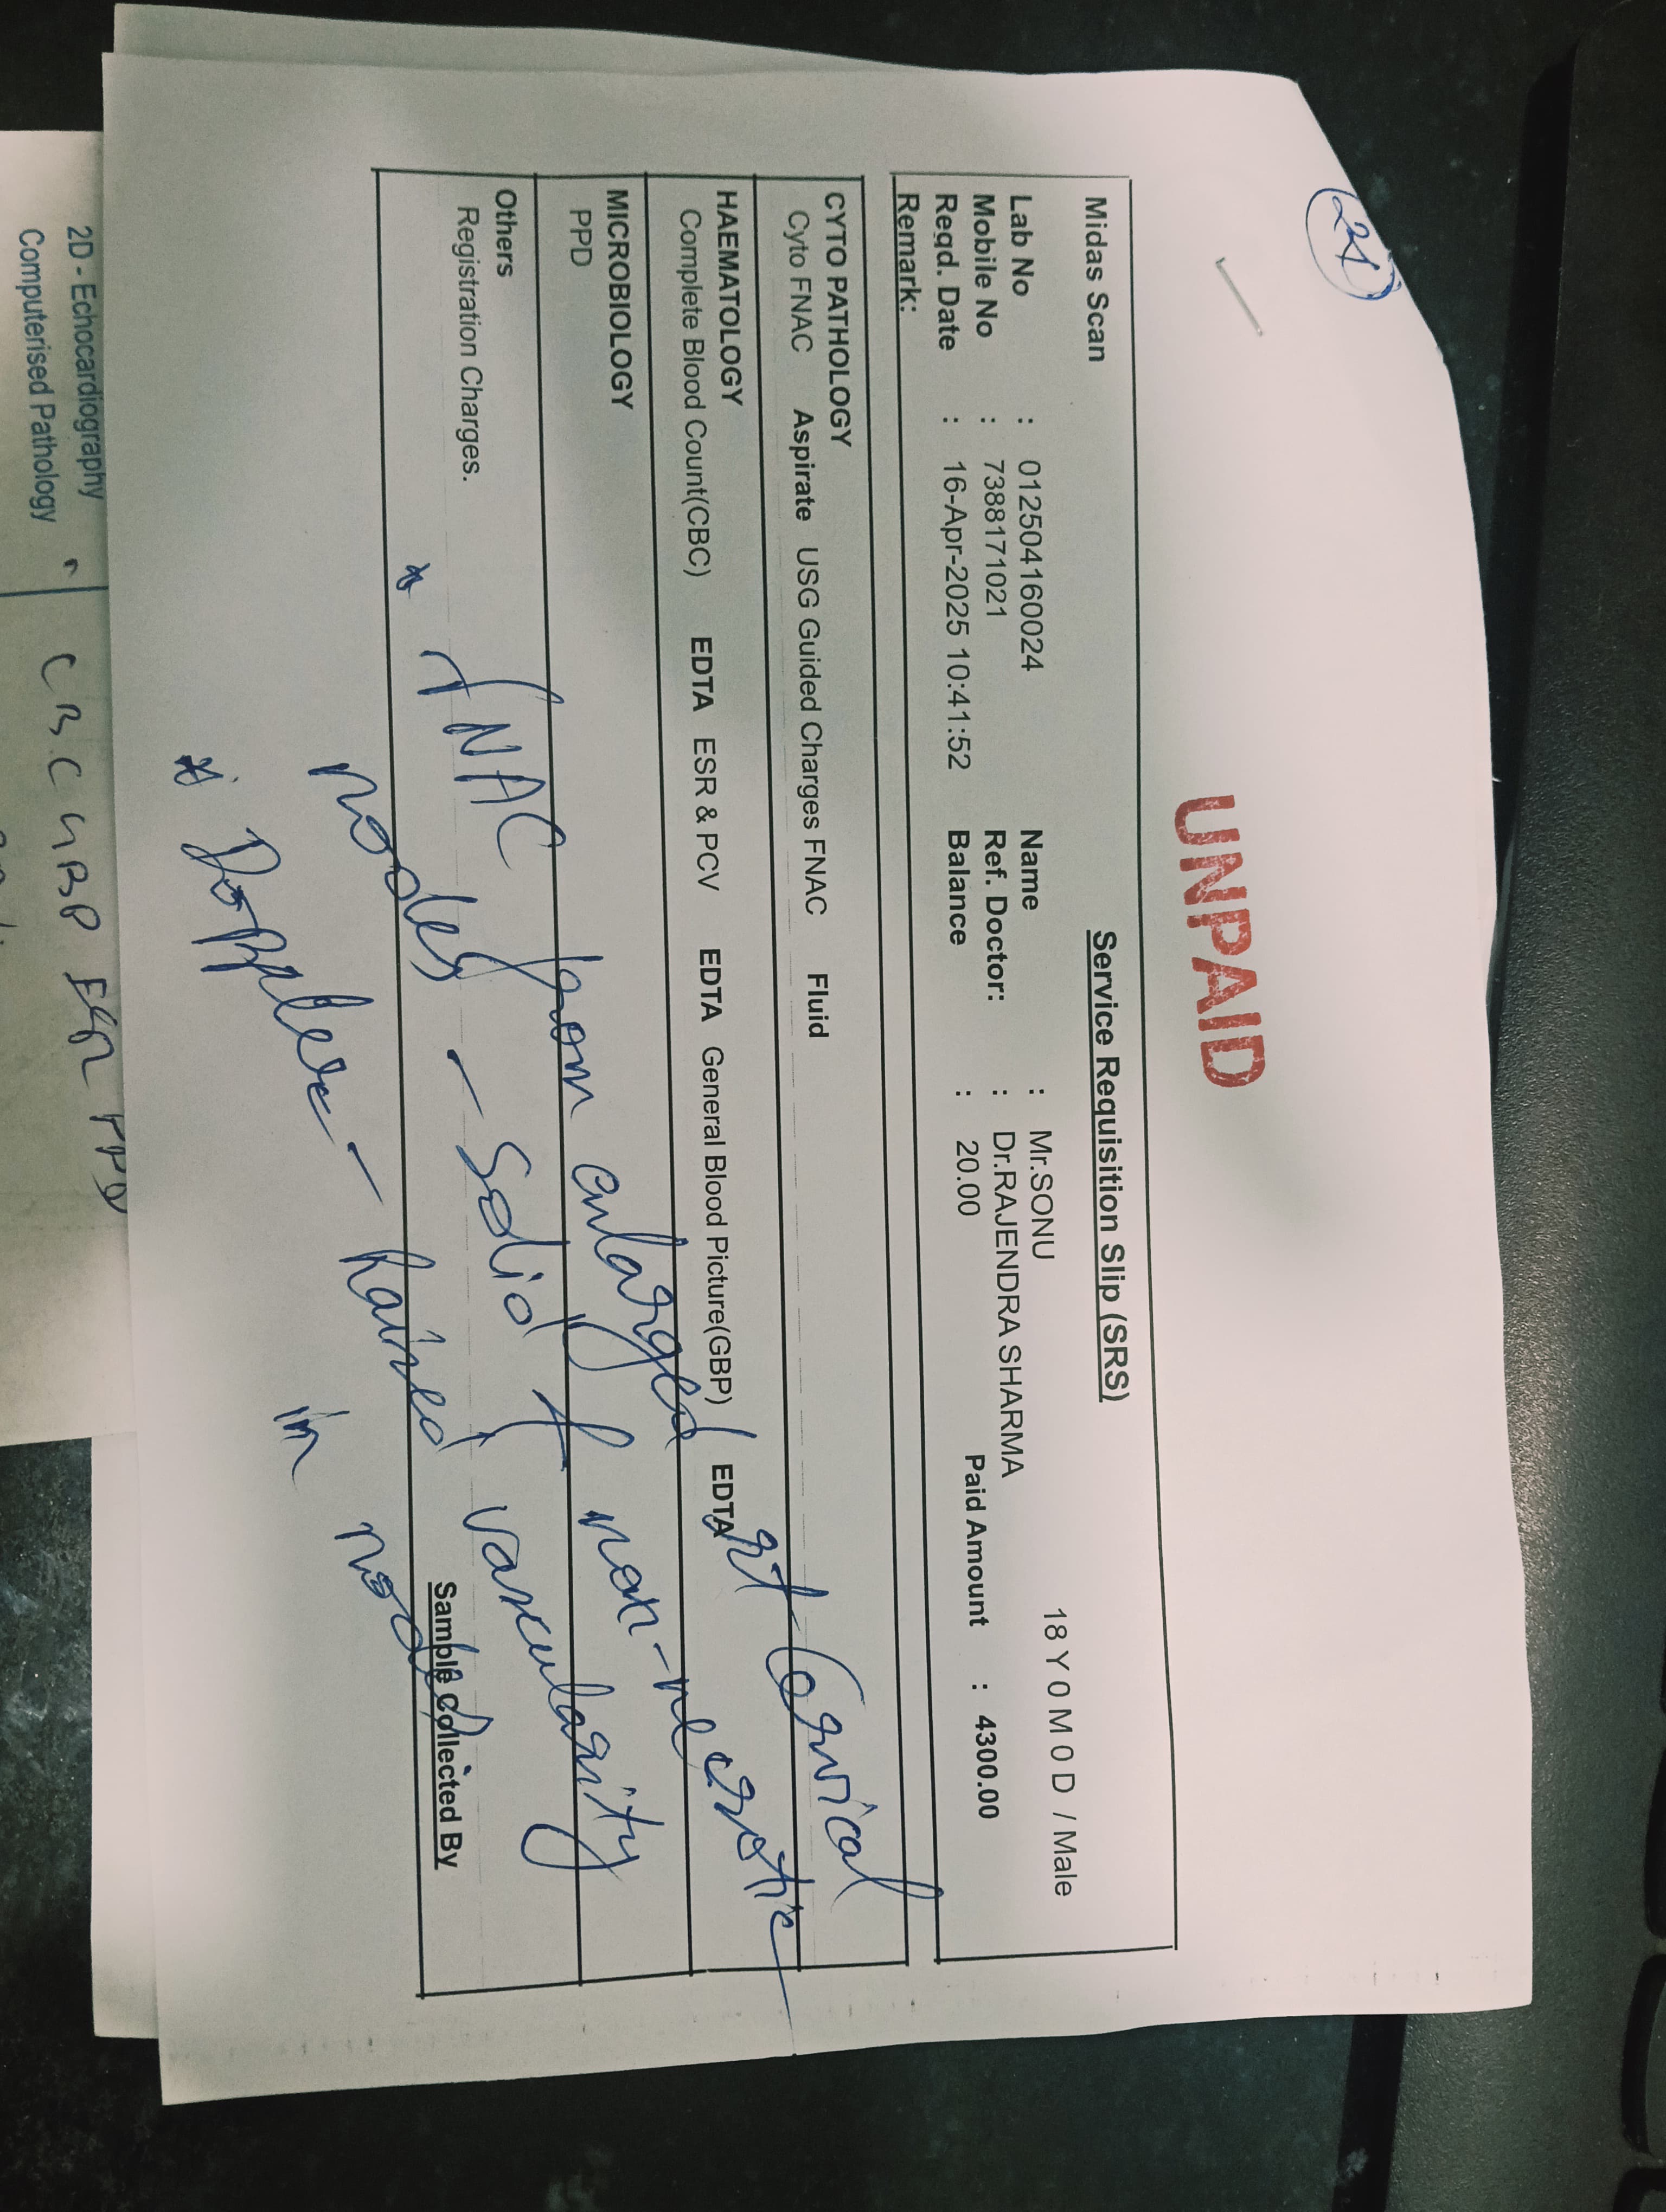 24
UNPAID
Midas Scan Service Requisition Slip (SRS)
Lab No : 012504160024 Name : Mr.SONU 18 Y 0 M 0 D / Male
Mobile No : 7388171021 Ref. Doctor: : Dr.RAJENDRA SHARMA
Reqd. Date : 16-Apr-2025 10:41:52 Balance : 20.00 Paid Amount : 4300.00
Remark:
CYTO PATHOLOGY
Cyto FNAC Aspirate USG Guided Charges FNAC Fluid
HAEMATOLOGY
Complete Blood Count(CBC) EDTA ESR & PCV EDTA General Blood Picture(GBP) EDTA
MICROBIOLOGY
PPD
Others
Registration Charges.
Sample Collected By
* FNAC from enlarged rt Cervical
nodes - Solid & non-necrotic
* Doppler - raised vascularity
in nodes
2D - Echocardiography
Computerised Pathology
CBC GBP ESR PPD